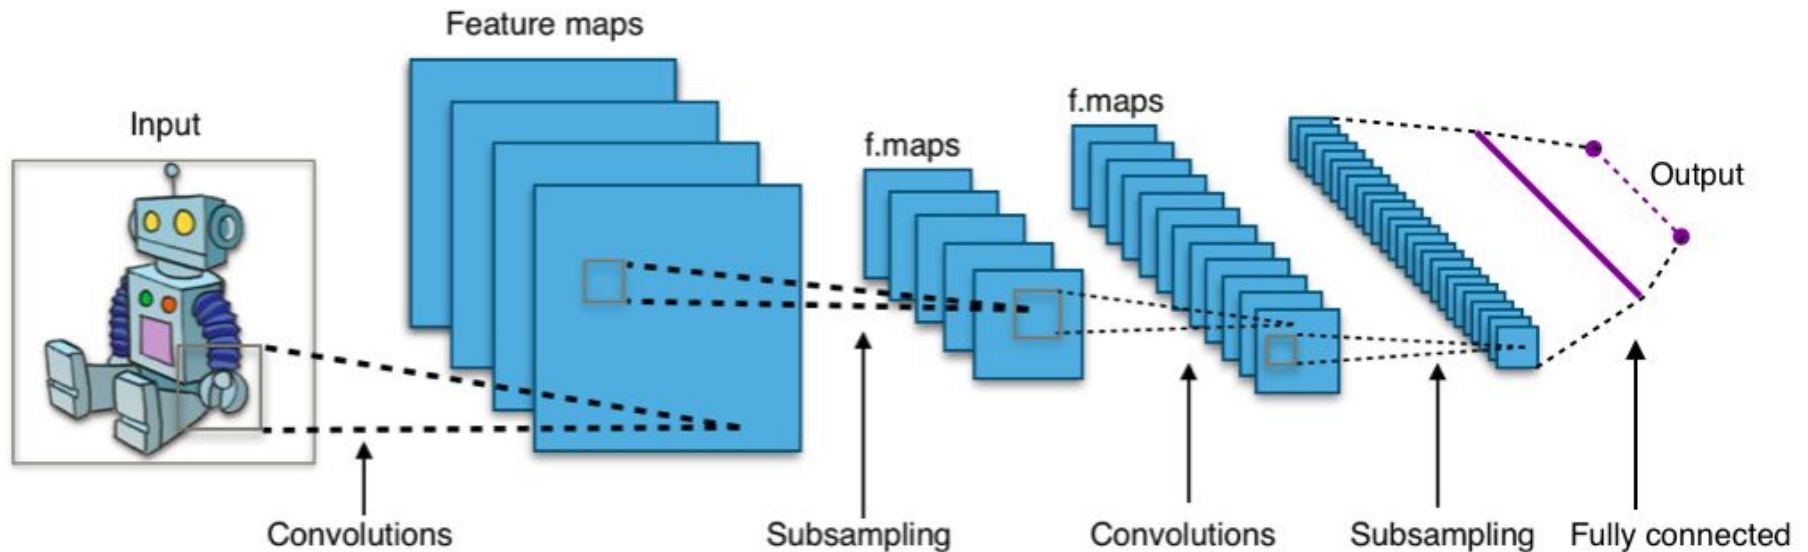 Feature maps
Input
f.maps
f.maps
Output
Convolutions
Subsampling
Convolutions
Subsampling
Fully connected